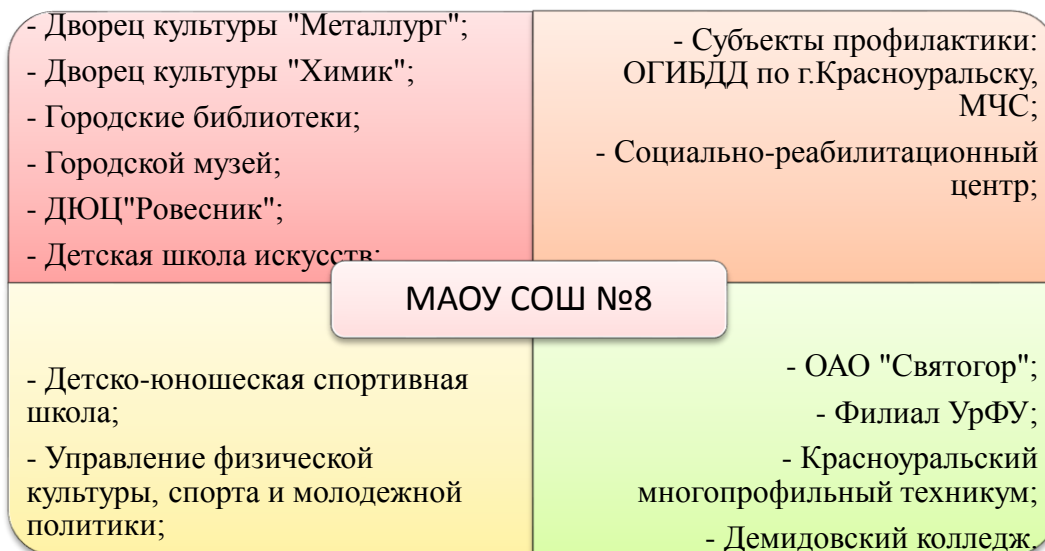 - Дворец культуры "Металлург";
- Дворец культуры "Химик";
- Городские библиотеки;
- Городской музей;
- ДЮЦ"Ровесник";
- Детская школа искусств;
- Субъекты профилактики:
ОГИБДД по г.Красноуральску,
МЧС;
- Социально-реабилитационный
центр;
МАОУ СОШ №8
- Детско-юношеская спортивная
школа;
- Управление физической
культуры, спорта и молодежной
политики;
- ОАО "Святогор";
- Филиал УрФУ;
- Красноуральский
многопрофильный техникум;
- Демидовский колледж.